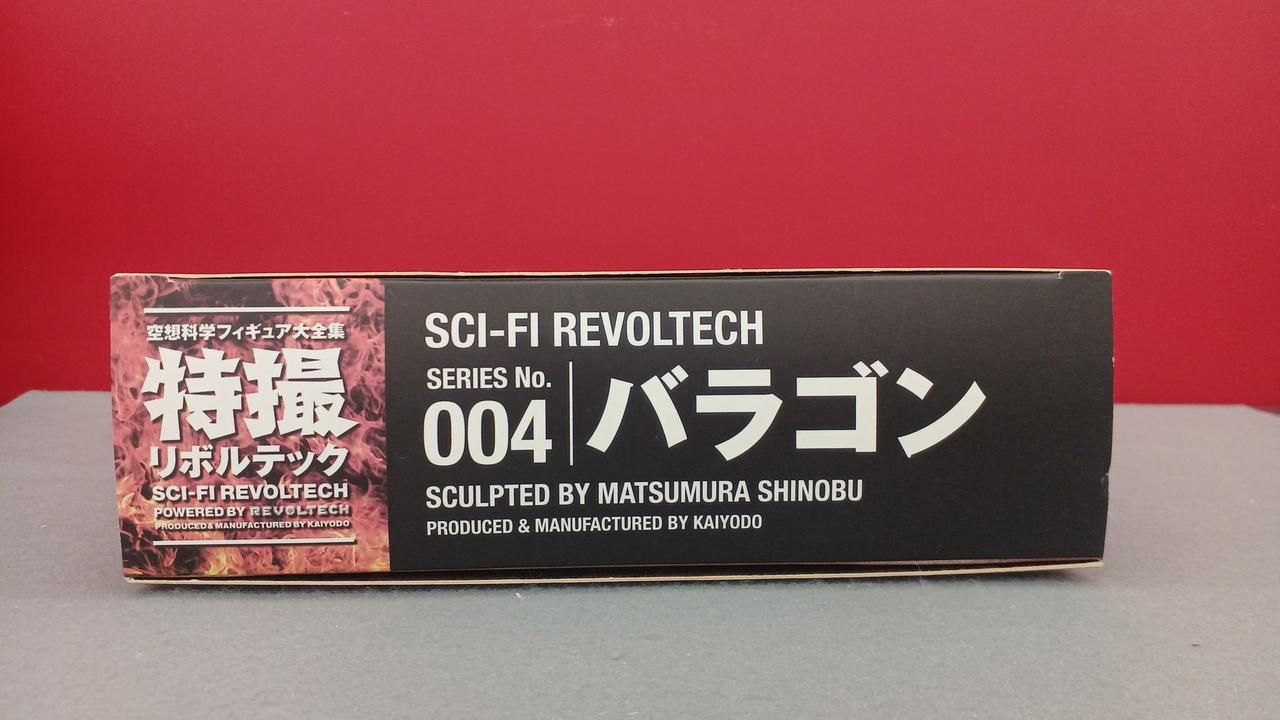 空想科学フィギュア大全集
特撮
リボルテック
SCI-FI REVOLTECH
POWERED BY REVOLTECH
PRODUCED & MANUFACTURED BY KAIYODO
SCI-FI REVOLTECH
SERIES No.
004
バラゴン
SCULPTED BY MATSUMURA SHINOBU
PRODUCED & MANUFACTURED BY KAIYODO